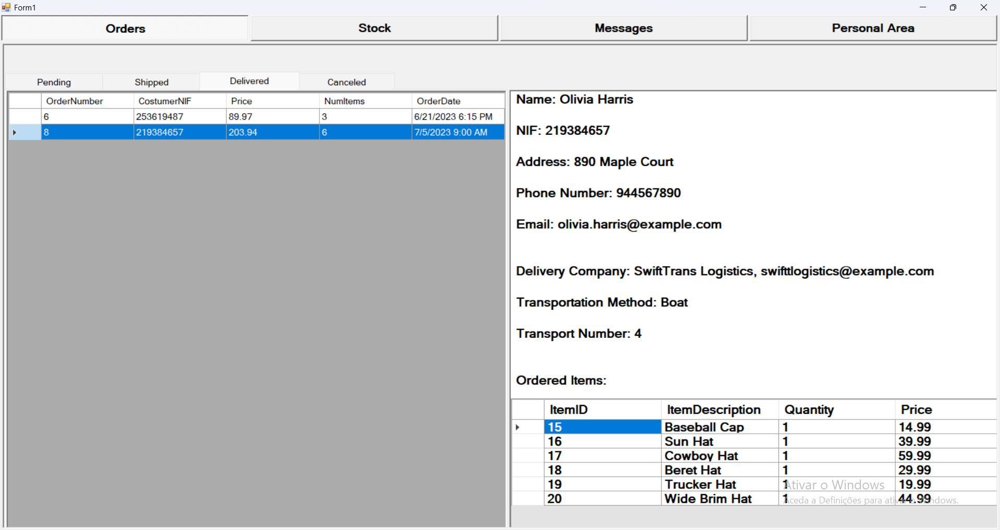 Form1
Orders Stock Messages Personal Area
Pending Shipped Delivered Canceled
OrderNumber CostumerNIF Price NumItems OrderDate
6 253619487 89.97 3 6/21/2023 6:15 PM
8 219384657 203.94 6 7/5/2023 9:00 AM
Name: Olivia Harris
NIF: 219384657
Address: 890 Maple Court
Phone Number: 944567890
Email: olivia.harris@example.com
Delivery Company: SwiftTrans Logistics, swifttlogistics@example.com
Transportation Method: Boat
Transport Number: 4
Ordered Items:
ItemID ItemDescription Quantity Price
15 Baseball Cap 1 14.99
16 Sun Hat 1 39.99
17 Cowboy Hat 1 59.99
18 Beret Hat 1 29.99
19 Trucker Hat 1 19.99
20 Wide Brim Hat 1 44.99
Ativar o Windows
Aceda a Definições para ativar o Windows.